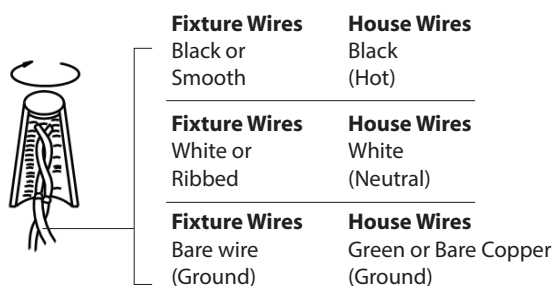 Fixture Wires House Wires
Black or Black
Smooth (Hot)
Fixture Wires House Wires
White or White
Ribbed (Neutral)
Fixture Wires House Wires
Bare wire Green or Bare Copper
(Ground) (Ground)